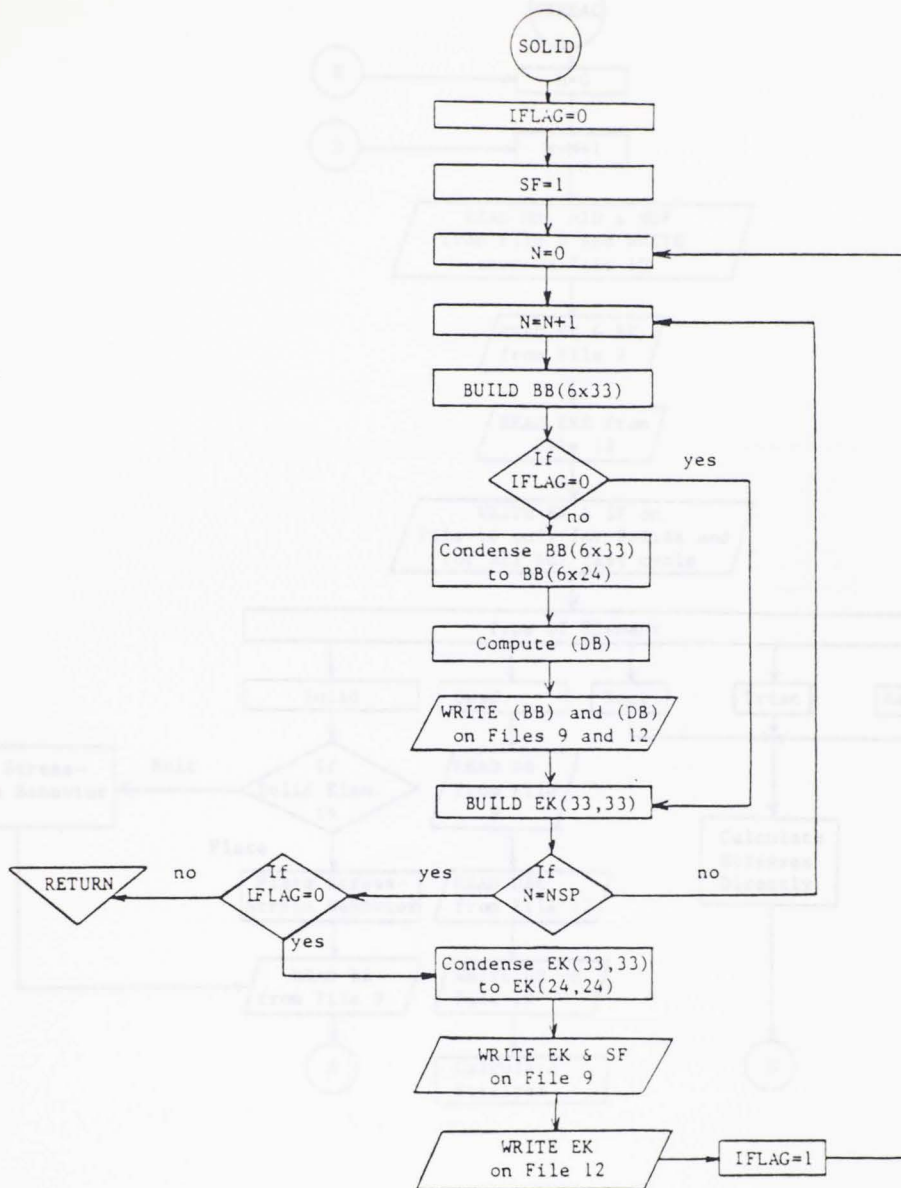 SOLID
IFLAG=0
SF=1
N=0
N=N+1
BUILD BB(6x33)
If
IFLAG=0
yes
no
Condense BB(6x33)
to BB(6x24)
Compute (DB)
WRITE (BB) and (DB)
on Files 9 and 12
BUILD EK(33,33)
If
N=NSP
no
yes
If
IFLAG=0
no
RETURN
yes
Condense EK(33,33)
to EK(24,24)
WRITE EK & SF
on File 9
WRITE EK
on File 12
IFLAG=1